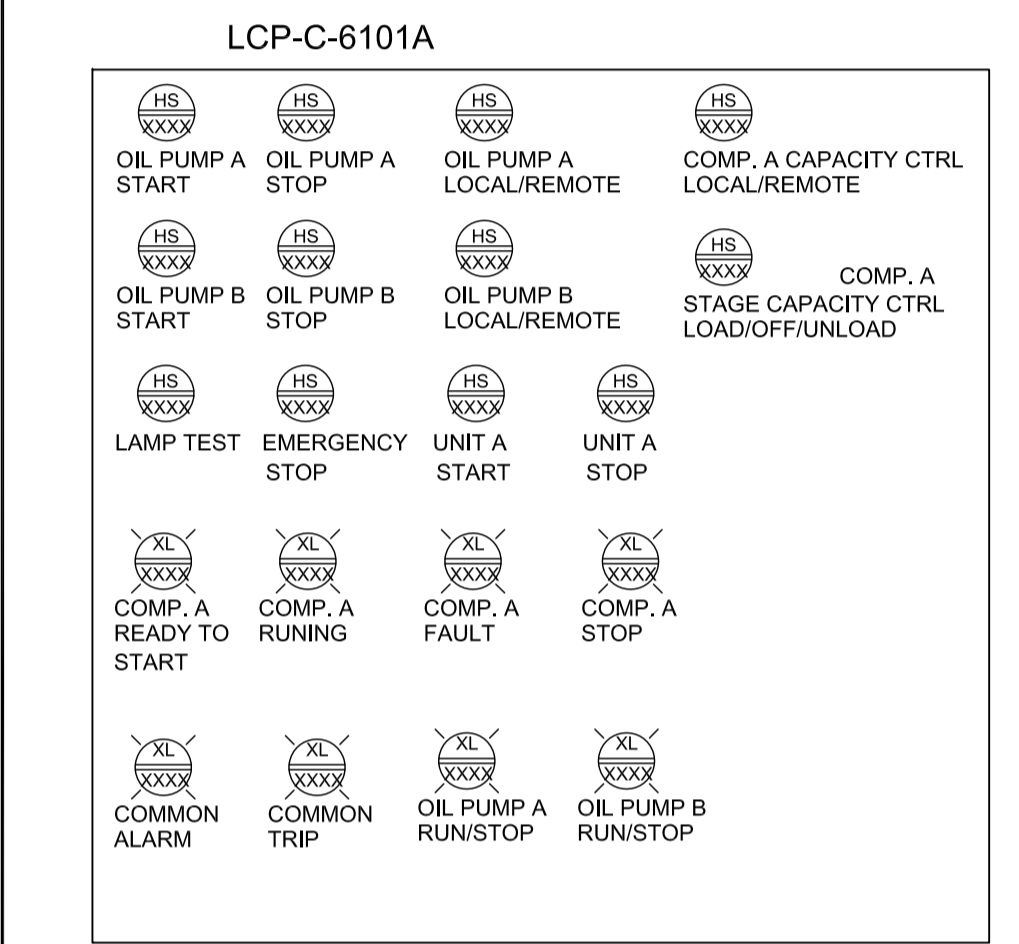 LCP-C-6101A
HS HS HS HS
XXXX XXXX XXXX XXXX
OIL PUMP A OIL PUMP A OIL PUMP A COMP. A CAPACITY CTRL
START STOP LOCAL/REMOTE LOCAL/REMOTE
HS HS HS HS
XXXX XXXX XXXX XXXX
COMP. A
OIL PUMP B OIL PUMP B OIL PUMP B STAGE CAPACITY CTRL
START STOP LOCAL/REMOTE LOAD/OFF/UNLOAD
HS HS HS HS
XXXX XXXX XXXX XXXX
LAMP TEST EMERGENCY UNIT A UNIT A
STOP START STOP
XL XL XL XL
XXXX XXXX XXXX XXXX
COMP. A COMP. A COMP. A COMP. A
READY TO RUNING FAULT STOP
START
XL XL XL XL
XXXX XXXX XXXX XXXX
COMMON COMMON OIL PUMP A OIL PUMP B
ALARM TRIP RUN/STOP RUN/STOP